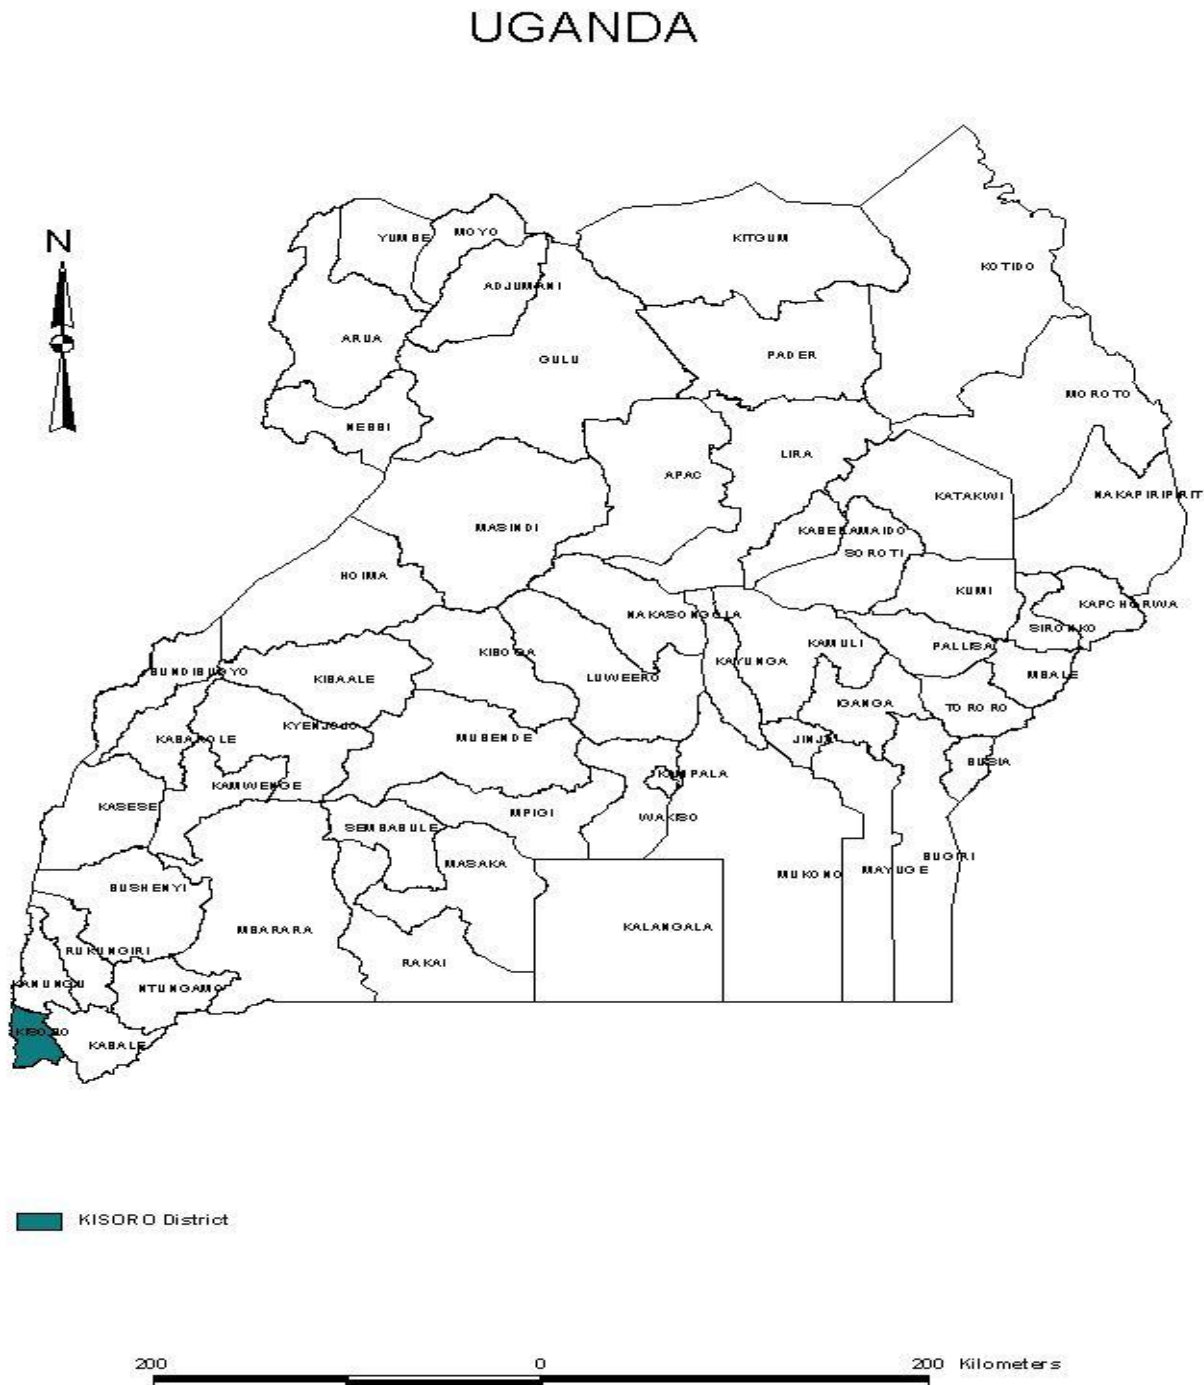 UGANDA
N
YUMBE
MOYO
KITGUM
KOTIDO
ADJUMANI
ARUA
GULU
PADER
MOROTO
NEBBI
LIRA
APAC
KATAKWI
NAKAPIRIPIRIT
MASINDI
KABERAMAIDO
SOROTI
HOIMA
KUMI
KAPCHORWA
NAKASONGOLA
SIRONKO
KAMULI
PALLISA
KIBOGA
KAYUNGA
BUNDIBUGYO
KIBAALE
LUWEERO
MBALE
IGANGA
TORORO
KYENJOJO
KABAROLE
MUBENDE
JINJA
BUSIA
KAMPALA
KAMWENGE
KASESE
MPIGI
WAKISO
SEMBABULE
MASAKA
BUGIRI
MUKONO
MAYUGE
BUSHENYI
KALANGALA
MBARARA
RUKUNGIRI
RAKAI
KANUNGU
NTUNGAMO
KISORO
KABALE
KISORO District
200 0 200 Kilometers